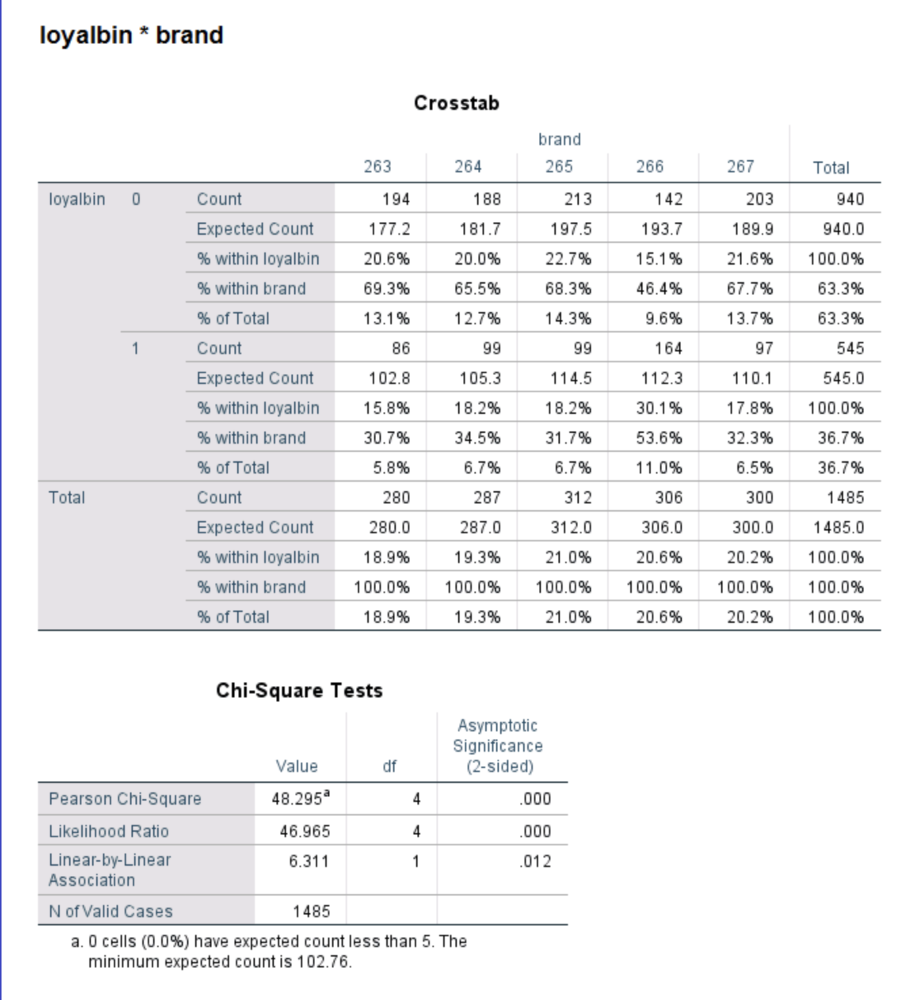 loyalbin * brand
Crosstab
brand
263 264 265 266 267 Total
loyalbin 0 Count 194 188 213 142 203 940
Expected Count 177.2 181.7 197.5 193.7 189.9 940.0
% within loyalbin 20.6% 20.0% 22.7% 15.1% 21.6% 100.0%
% within brand 69.3% 65.5% 68.3% 46.4% 67.7% 63.3%
% of Total 13.1% 12.7% 14.3% 9.6% 13.7% 63.3%
1 Count 86 99 99 164 97 545
Expected Count 102.8 105.3 114.5 112.3 110.1 545.0
% within loyalbin 15.8% 18.2% 18.2% 30.1% 17.8% 100.0%
% within brand 30.7% 34.5% 31.7% 53.6% 32.3% 36.7%
% of Total 5.8% 6.7% 6.7% 11.0% 6.5% 36.7%
Total Count 280 287 312 306 300 1485
Expected Count 280.0 287.0 312.0 306.0 300.0 1485.0
% within loyalbin 18.9% 19.3% 21.0% 20.6% 20.2% 100.0%
% within brand 100.0% 100.0% 100.0% 100.0% 100.0% 100.0%
% of Total 18.9% 19.3% 21.0% 20.6% 20.2% 100.0%
Chi-Square Tests
Asymptotic
Significance
Value df (2-sided)
Pearson Chi-Square 48.295a 4 .000
Likelihood Ratio 46.965 4 .000
Linear-by-Linear 6.311 1 .012
Association
N of Valid Cases 1485
a. 0 cells (0.0%) have expected count less than 5. The
minimum expected count is 102.76.